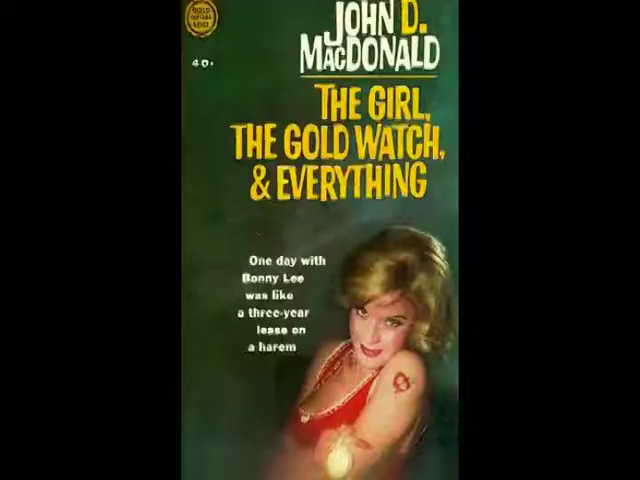 JOHN D.
MACDONALD
40¢
THE GIRL,
THE GOLD WATCH,
& EVERYTHING
One day with
Bonny Lee
was like
a three-year
lease on
a harem